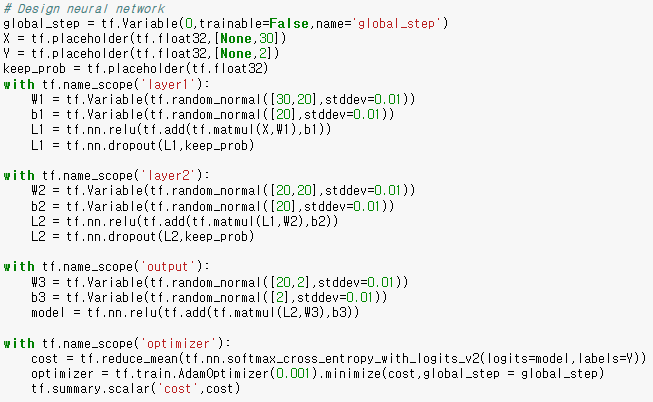 # Design neural network
global_step = tf.Variable(0,trainable=False,name='global_step')
X = tf.placeholder(tf.float32,[None,30])
Y = tf.placeholder(tf.float32,[None,2])
keep_prob = tf.placeholder(tf.float32)
with tf.name_scope('layer1'):
    W1 = tf.Variable(tf.random_normal([30,20],stddev=0.01))
    b1 = tf.Variable(tf.random_normal([20],stddev=0.01))
    L1 = tf.nn.relu(tf.add(tf.matmul(X,W1),b1))
    L1 = tf.nn.dropout(L1,keep_prob)

with tf.name_scope('layer2'):
    W2 = tf.Variable(tf.random_normal([20,20],stddev=0.01))
    b2 = tf.Variable(tf.random_normal([20],stddev=0.01))
    L2 = tf.nn.relu(tf.add(tf.matmul(L1,W2),b2))
    L2 = tf.nn.dropout(L2,keep_prob)

with tf.name_scope('output'):
    W3 = tf.Variable(tf.random_normal([20,2],stddev=0.01))
    b3 = tf.Variable(tf.random_normal([2],stddev=0.01))
    model = tf.nn.relu(tf.add(tf.matmul(L2,W3),b3))

with tf.name_scope('optimizer'):
    cost = tf.reduce_mean(tf.nn.softmax_cross_entropy_with_logits_v2(logits=model,labels=Y))
    optimizer = tf.train.AdamOptimizer(0.001).minimize(cost,global_step = global_step)
    tf.summary.scalar('cost',cost)